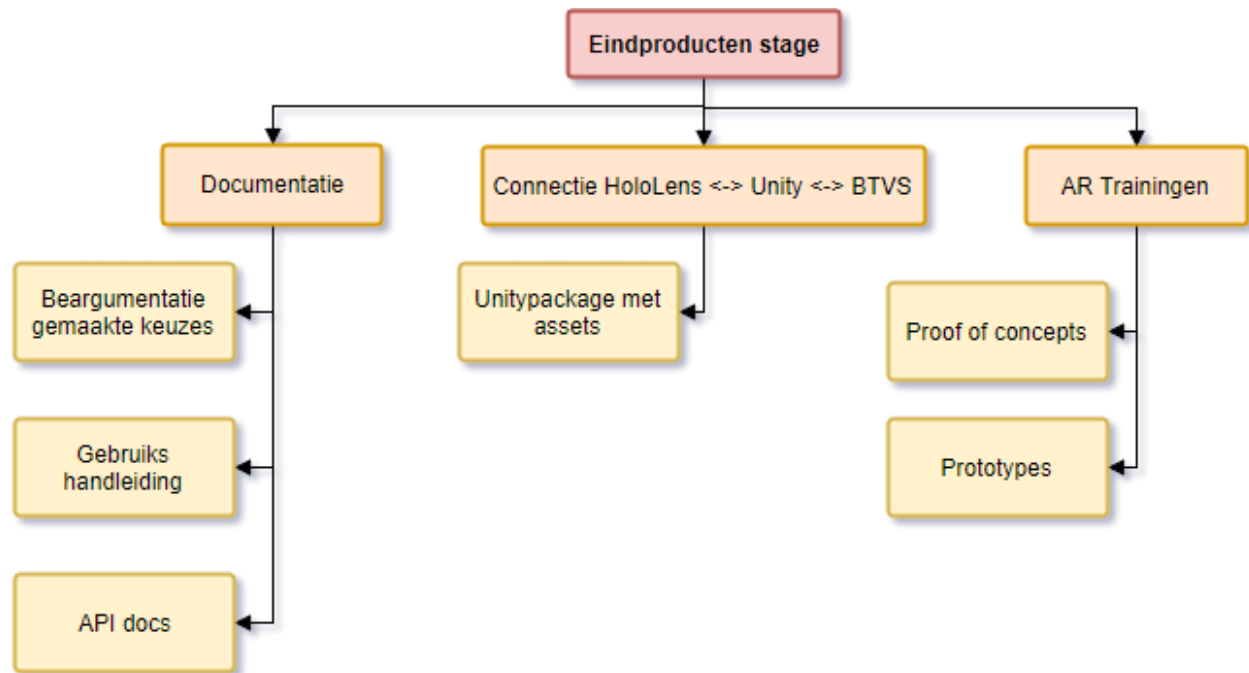 Eindproducten stage
Documentatie
Connectie HoloLens <-> Unity <-> BTVS
AR Trainingen
Beargumentatie
gemaakte keuzes
Unitypackage met
assets
Proof of concepts
Gebruiks
handleiding
Prototypes
API docs